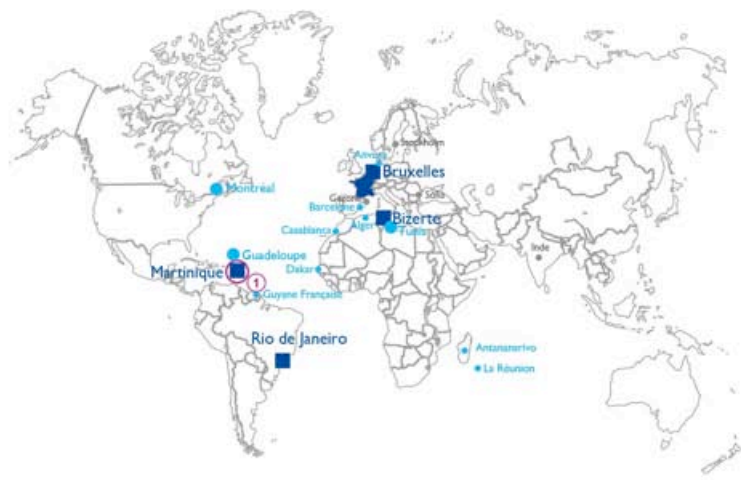 Stockholm
Anvers
Bruxelles
Montréal
Sofia
Barcelone
Bizerte
Alger
Tunis
Casablanca
Guadeloupe
Inde
Martinique
1
Dakar
Guyane Française
Rio de Janeiro
Antananarivo
La Réunion